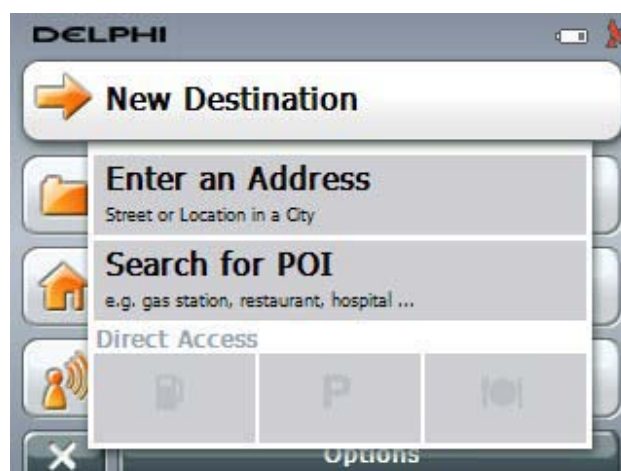 DELPHI
New Destination
Enter an Address
Street or Location in a City
Search for POI
e.g. gas station, restaurant, hospital ...
Direct Access
P
Options